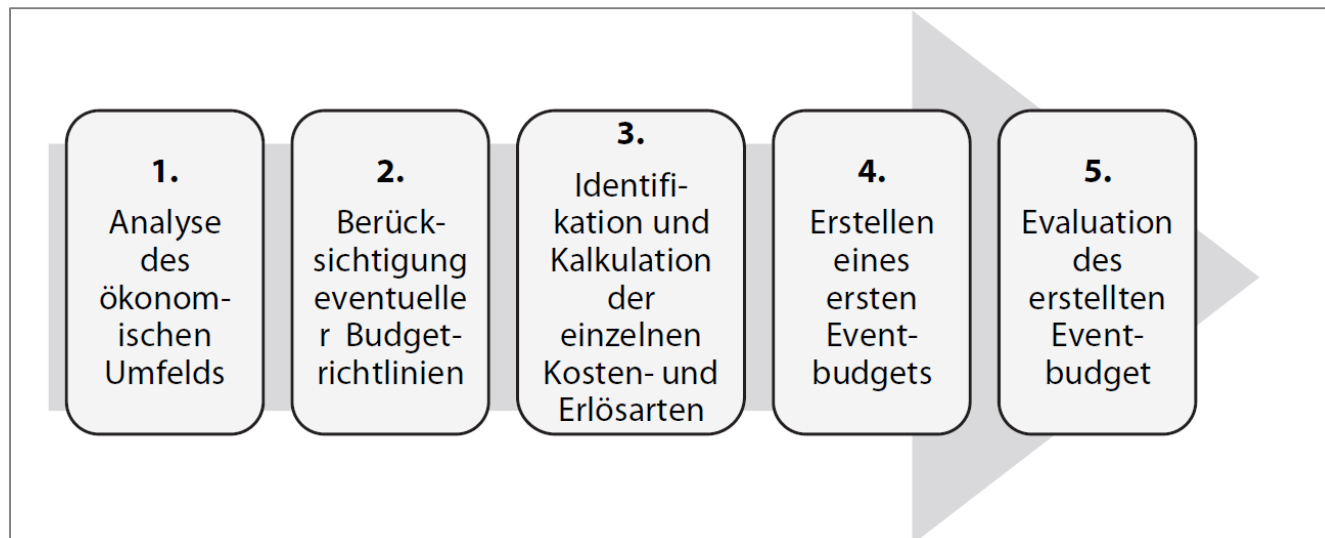 1.
Analyse
des
ökonom-
ischen
Umfelds
2.
Berück-
sichtigung
eventuelle
r Budget-
richtlinien
3.
Identifi-
kation und
Kalkulation
der
einzelnen
Kosten- und
Erlösarten
4.
Erstellen
eines
ersten
Event-
budgets
5.
Evaluation
des
erstellten
Event-
budget